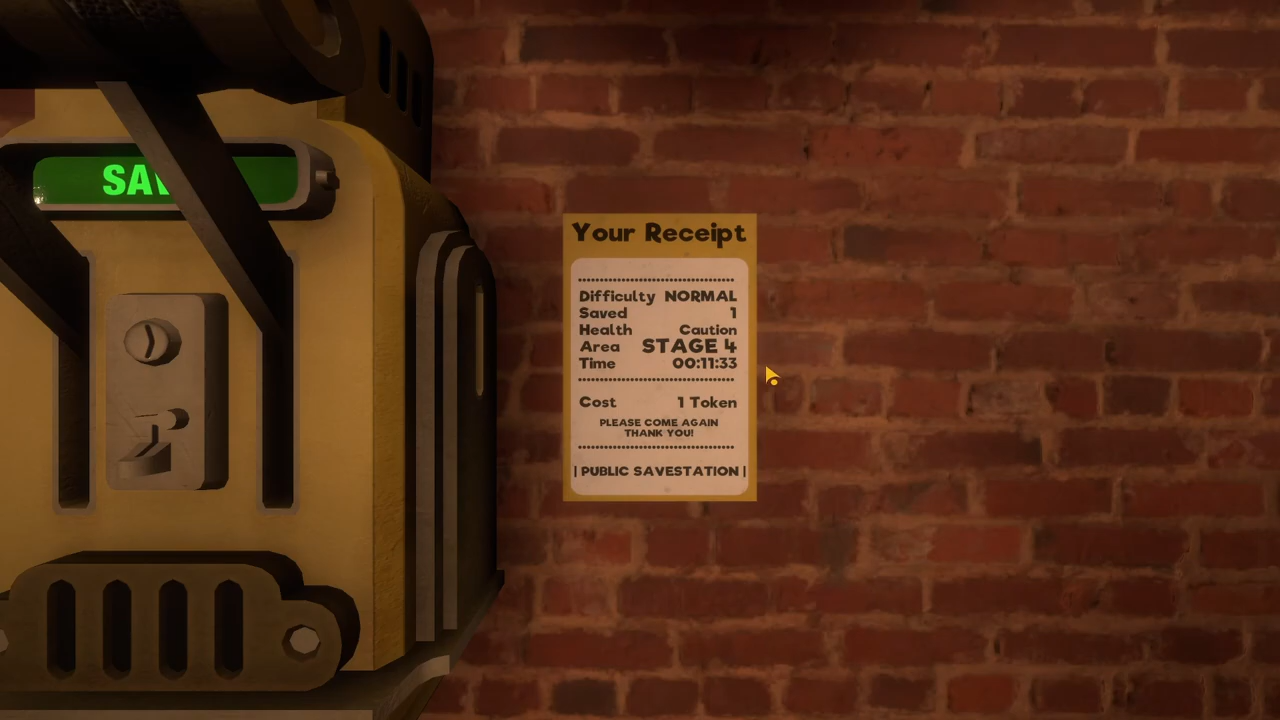 SAV
Your Receipt
Difficulty NORMAL
Saved 1
Health Caution
Area STAGE 4
Time 00:11:33
Cost 1 Token
PLEASE COME AGAIN
THANK YOU!
| PUBLIC SAVESTATION |